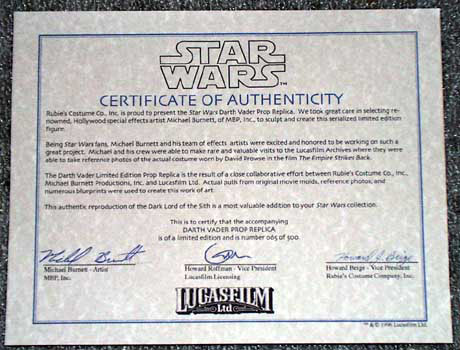 STAR
WARS™
CERTIFICATE OF AUTHENTICITY
Rubie's Costume Co., Inc. is proud to present the Star Wars Darth Vader Prop Replica. We took great care in selecting re-
nowned, Hollywood special effects artist Michael Burnett, of MBP, Inc., to sculpt and create this serialized limited edition
figure.
Being Star Wars fans, Michael Burnett and his team of effects artists were excited and honored to be working on such a
great project. Michael and his crew were able to make rare and valuable visits to the Lucasfilm Archives where they were
able to take reference photos of the actual costume worn by David Prowse in the film The Empire Strikes Back.
The Darth Vader Limited Edition Prop Replica is the result of a close collaborative effort between Rubie's Costume Co., Inc.,
Michael Burnett Productions, Inc. and Lucasfilm Ltd. Actual pulls from original movie molds, reference photos, and
numerous blueprints were used to create this work of art.
This authentic reproduction of the Dark Lord of the Sith is a most valuable addition to your Star Wars collection.
This is to certify that the accompanying
DARTH VADER PROP REPLICA
is of a limited edition and is number 065 of 500.
Michael Burnett - Artist
MBP, Inc.
Howard Roffman - Vice President
Lucasfilm Licensing
Howard Beige - Vice President
Rubie's Costume Company, Inc.
LUCASFILM
Ltd
™ & © 1996 Lucasfilm Ltd.